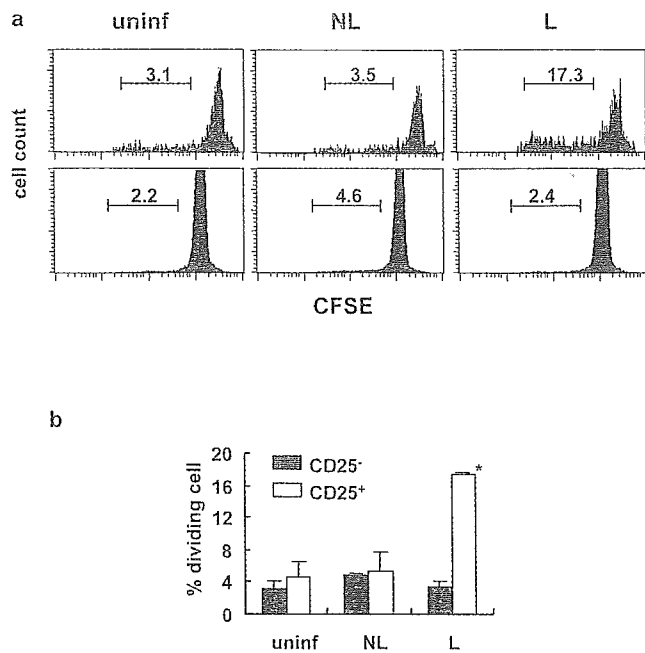 a
uninf NL L
3.1 3.5 17.3
cell count
2.2 4.6 2.4
CFSE
b
% dividing cell
20
16
12
8
4
0
CD25-
CD25+
*
uninf NL L